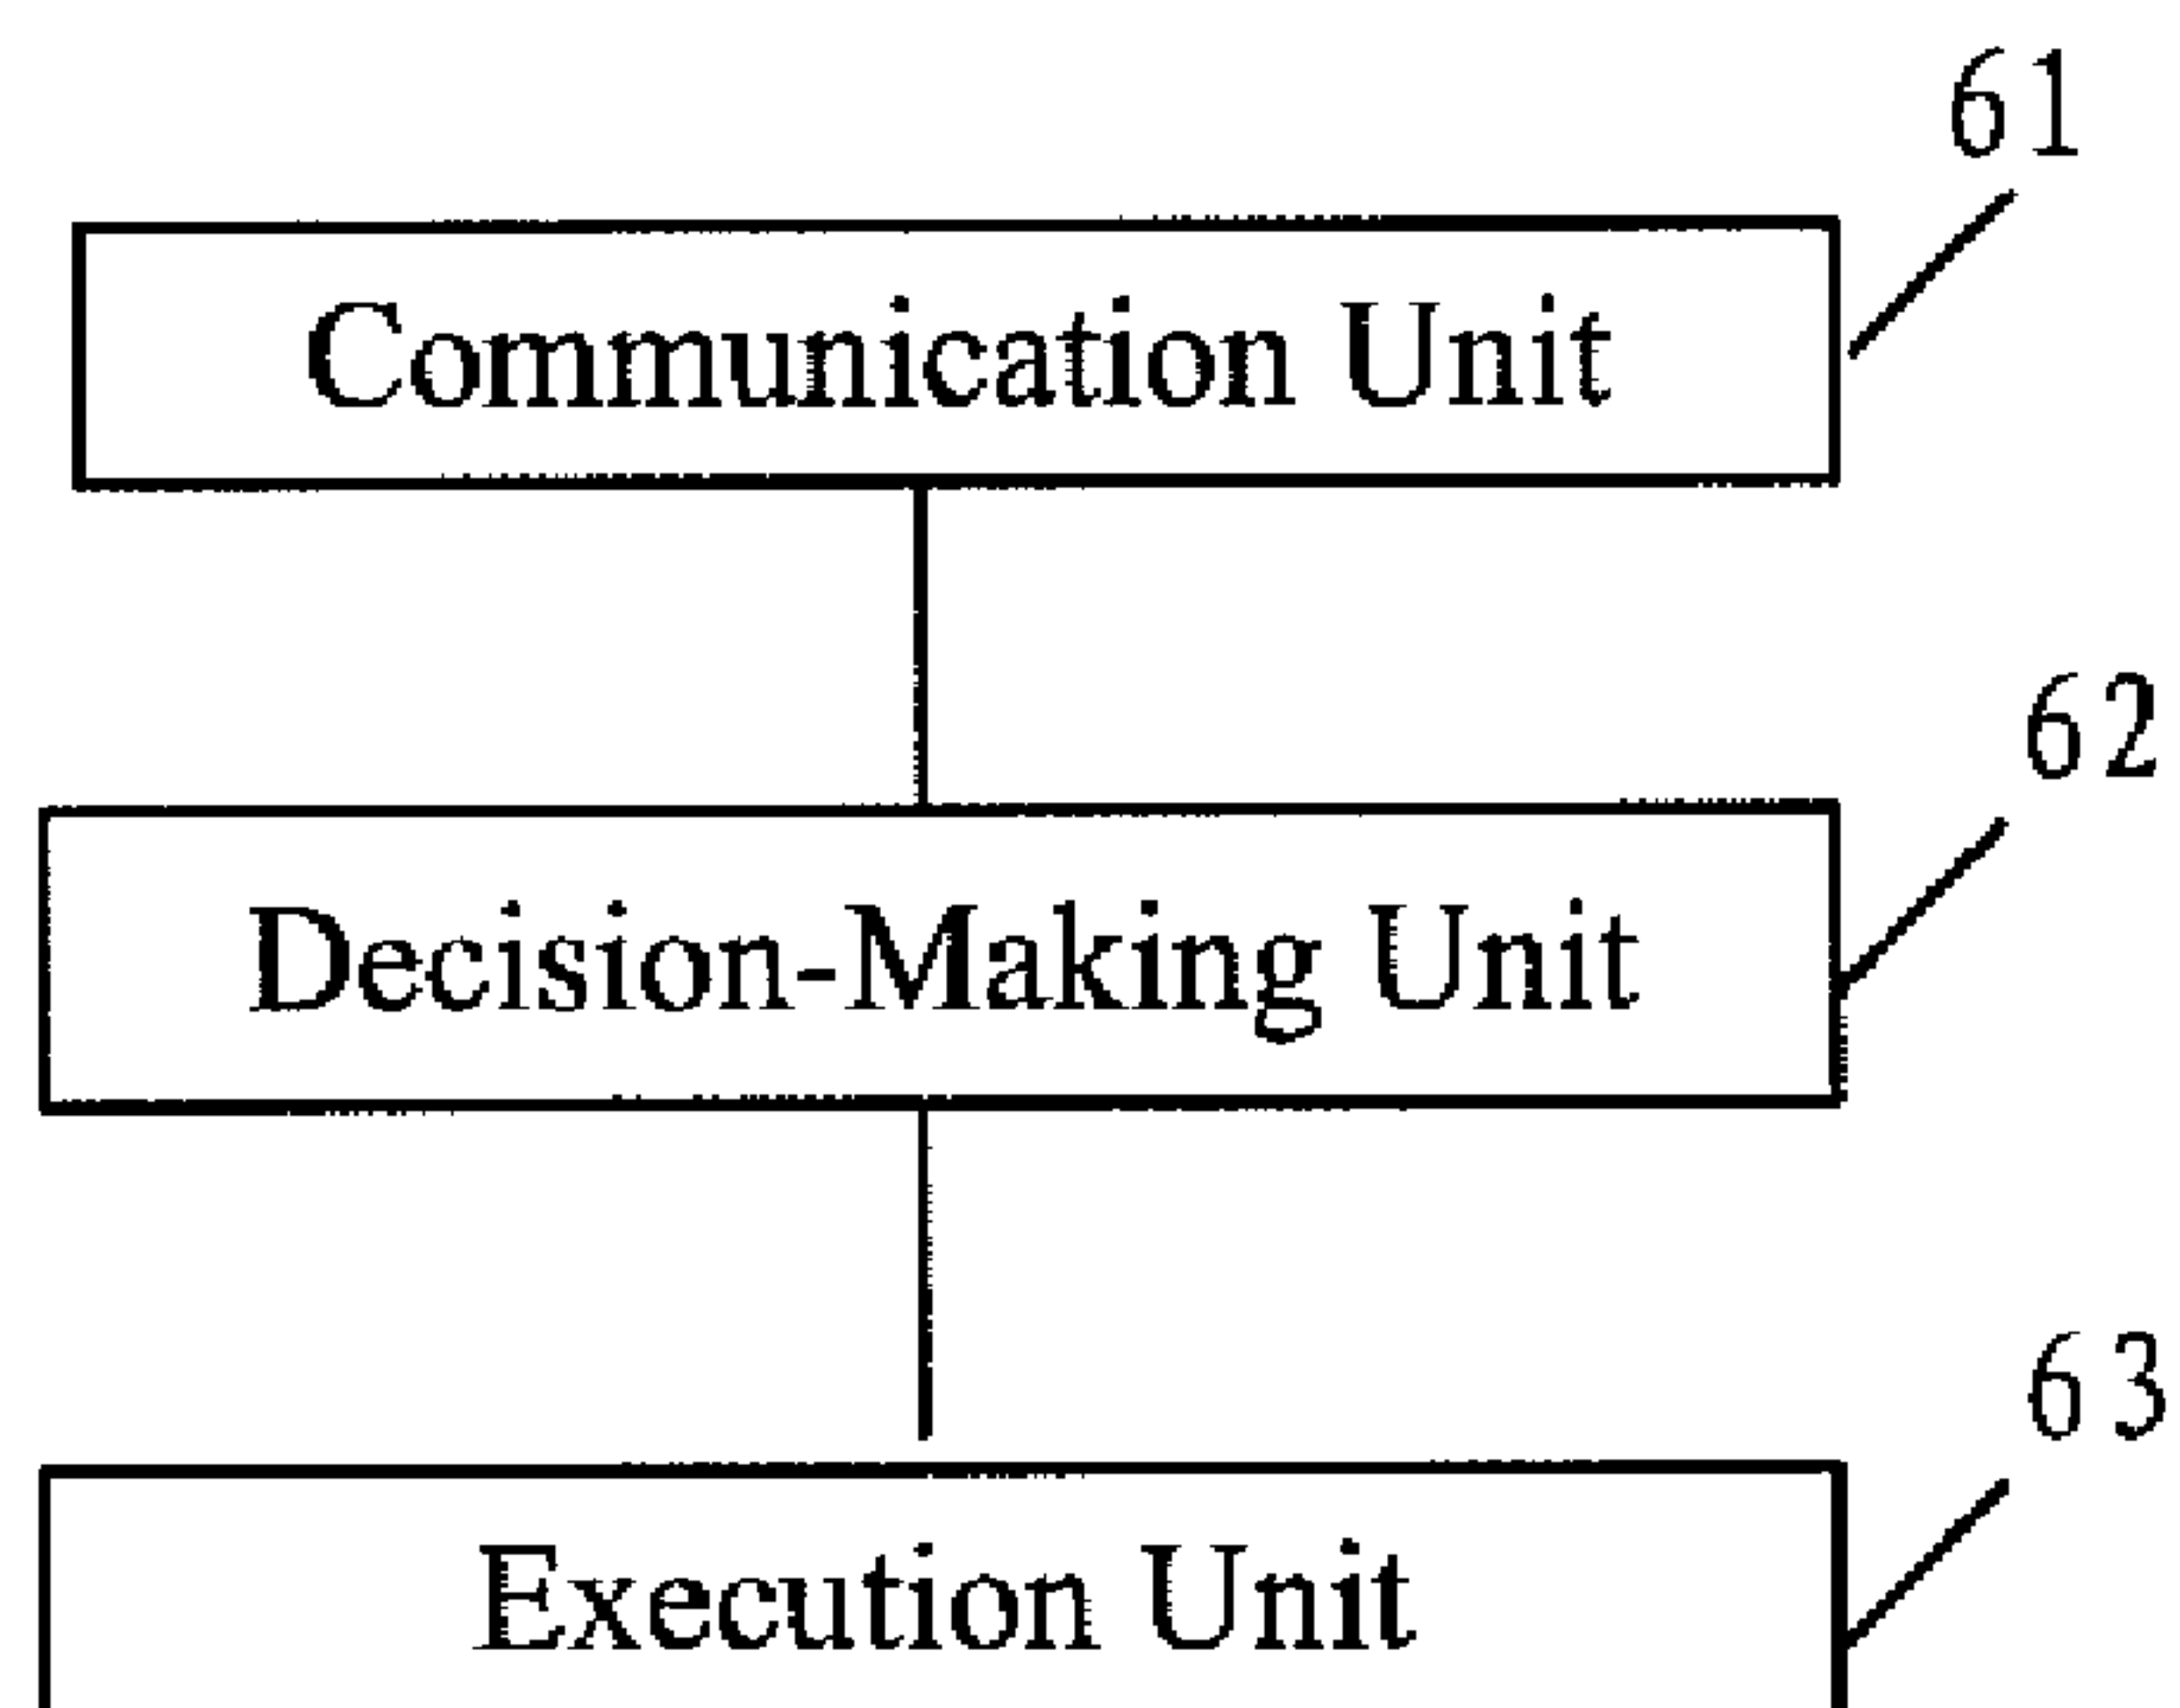 61
Communication Unit
62
Decision-Making Unit
63
Execution Unit